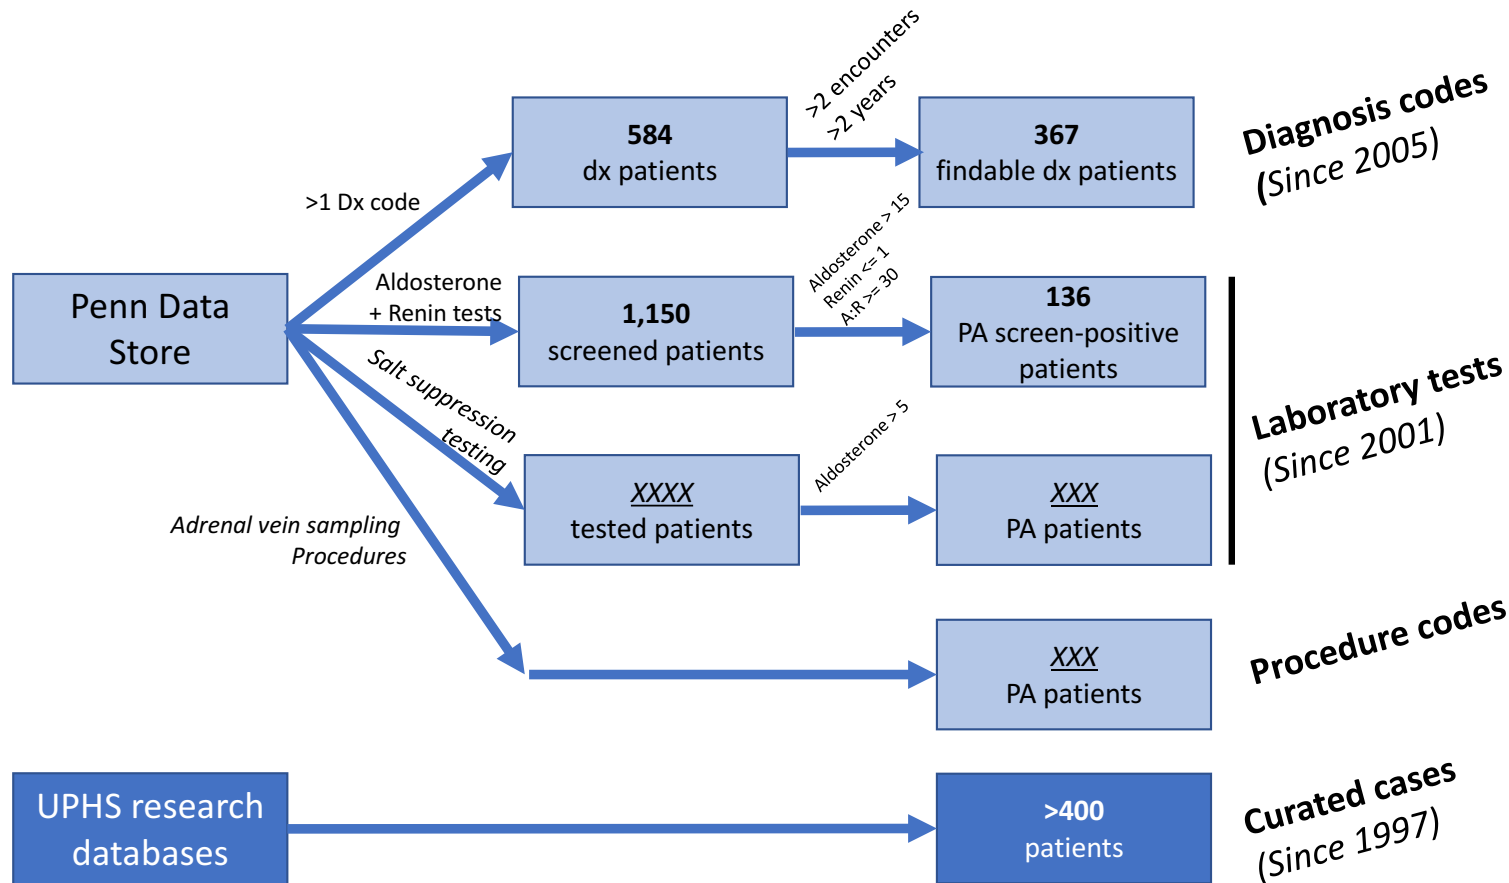 >1 Dx code
584
dx patients
>2 encounters
>2 years
367
findable dx patients
Diagnosis codes
(Since 2005)
Penn Data
Store
Aldosterone
+ Renin tests
1,150
screened patients
Aldosterone > 15
Renin <= 1
A:R >= 30
136
PA screen-positive
patients
Laboratory tests
(Since 2001)
Salt suppression
testing
XXXX
tested patients
Aldosterone > 5
XXX
PA patients
Adrenal vein sampling
Procedures
XXX
PA patients
Procedure codes
UPHS research
databases
>400
patients
Curated cases
(Since 1997)